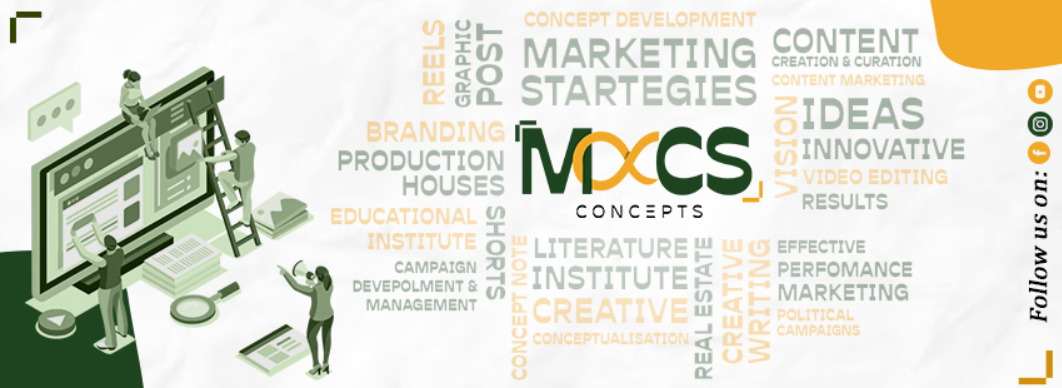 REELS
GRAPHIC
POST
CONCEPT DEVELOPMENT
MARKETING
STARTEGIES
CONTENT
CREATION & CURATION
CONTENT MARKETING
VISION
IDEAS
INNOVATIVE
VIDEO EDITING
RESULTS
BRANDING
PRODUCTION
HOUSES
MOCS
CONCEPTS
EDUCATIONAL
INSTITUTE
SHORTS
CAMPAIGN
DEVEPOLMENT &
MANAGEMENT
CONCEPT NOTE
LITERATURE
INSTITUTE
CREATIVE
CONCEPTUALISATION
REAL ESTATE
CREATIVE
WRITING
EFFECTIVE
PERFOMANCE
MARKETING
POLITICAL
CAMPAIGNS
Follow us on: